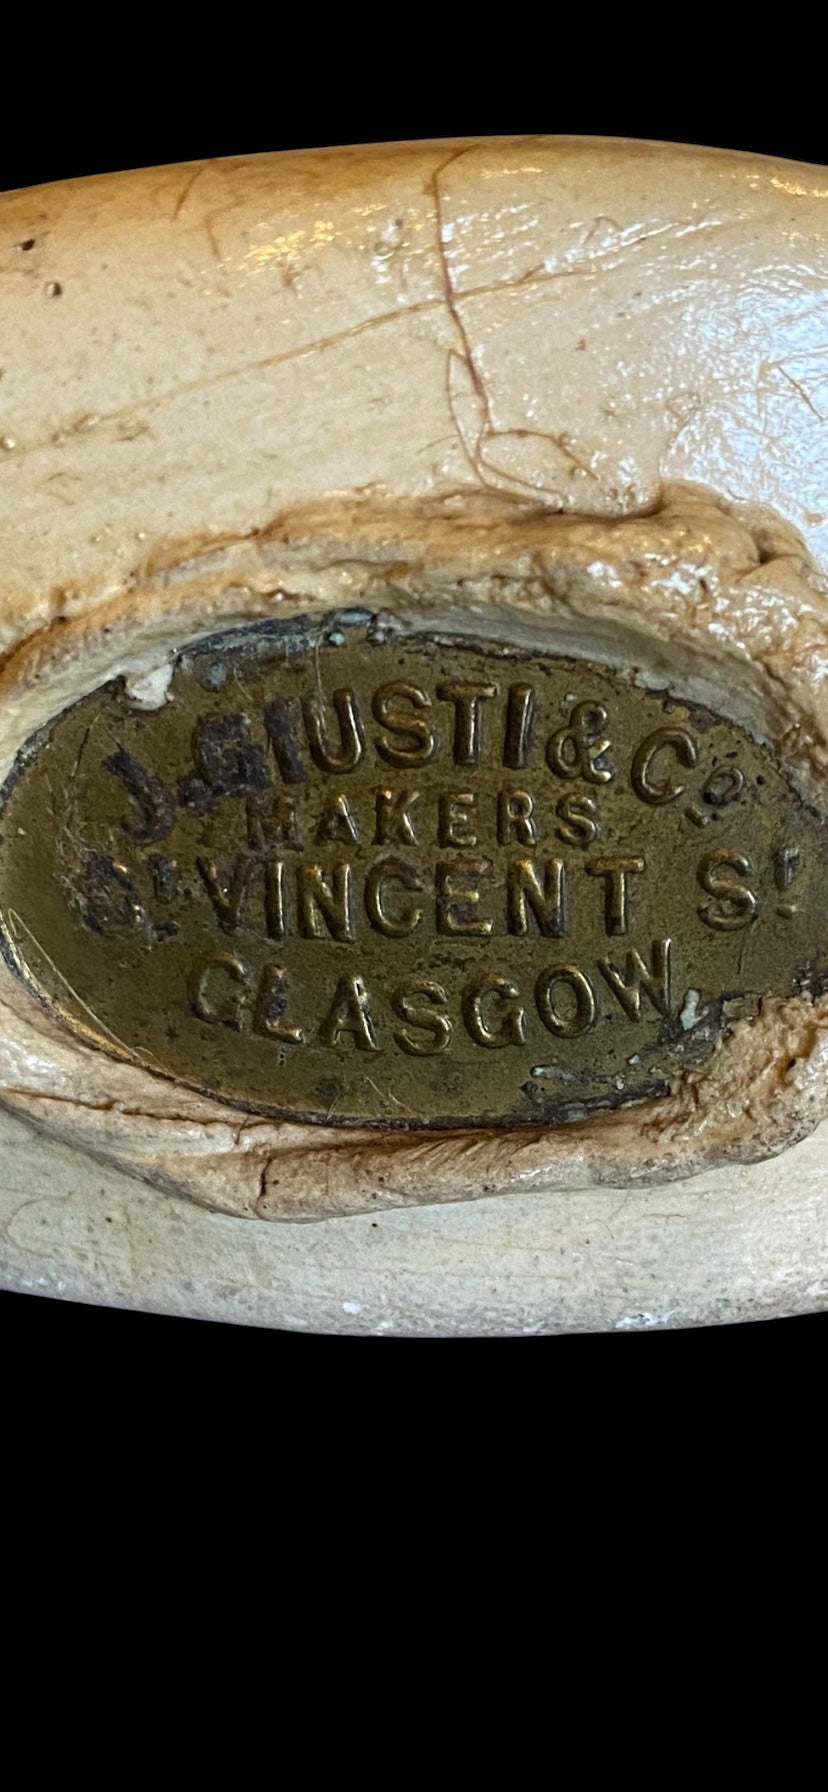 J. GIUSTI & Co
MAKERS
St VINCENT St
GLASGOW